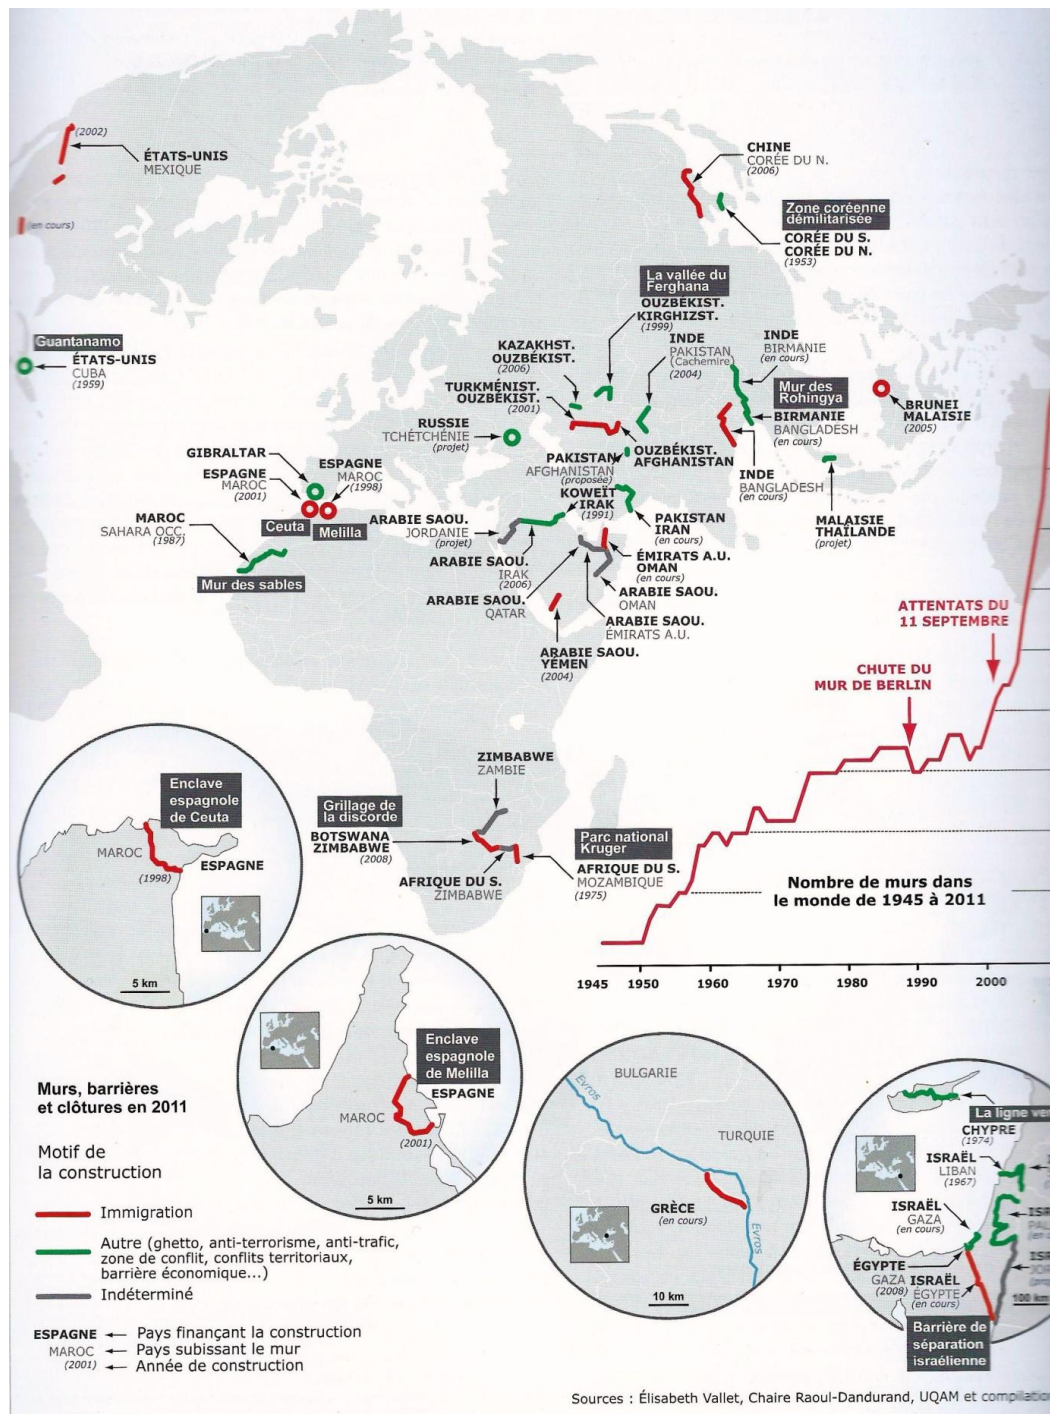 (2002)
ÉTATS-UNIS
MEXIQUE
(en cours)
CHINE
CORÉE DU N.
(2006)
Zone coréenne
démilitarisée
CORÉE DU S.
CORÉE DU N.
(1953)
La vallée du
Ferghana
OUZBÉKIST.
KIRGHIZST.
(1999)
Guantanamo
ÉTATS-UNIS
CUBA
(1959)
KAZAKHST.
OUZBÉKIST.
(2006)
INDE
PAKISTAN
(Cachemire)
(2004)
INDE
BIRMANIE
(en cours)
Mur des
Rohingya
BIRMANIE
BANGLADESH
(en cours)
BRUNEI
MALAISIE
(2005)
TURKMÉNIST.
OUZBÉKIST.
(2001)
RUSSIE
TCHÉTCHÉNIE
(projet)
OUZBÉKIST.
AFGHANISTAN
PAKISTAN
AFGHANISTAN
(proposée)
INDE
BANGLADESH
(en cours)
GIBRALTAR
ESPAGNE
MAROC
(2001)
ESPAGNE
MAROC
(1998)
Ceuta
Melilla
KOWEÏT
IRAK
(1991)
PAKISTAN
IRAN
(en cours)
MALAISIE
THAÏLANDE
(projet)
MAROC
SAHARA OCC.
(1987)
Mur des sables
ARABIE SAOU.
JORDANIE
(projet)
ARABIE SAOU.
IRAK
(2006)
ÉMIRATS A.U.
OMAN
(en cours)
ARABIE SAOU.
QATAR
ARABIE SAOU.
OMAN
ARABIE SAOU.
ÉMIRATS A.U.
ARABIE SAOU.
YÉMEN
(2004)
ATTENTATS DU
11 SEPTEMBRE
CHUTE DU
MUR DE BERLIN
ZIMBABWE
ZAMBIE
Grillage de
la discorde
BOTSWANA
ZIMBABWE
(2008)
AFRIQUE DU S.
ZIMBABWE
Parc national
Kruger
AFRIQUE DU S.
MOZAMBIQUE
(1975)
Nombre de murs dans
le monde de 1945 à 2011
1945 1950 1960 1970 1980 1990 2000
Enclave
espagnole
de Ceuta
MAROC
ESPAGNE
(1998)
5 km
Enclave
espagnole
de Melilla
ESPAGNE
MAROC
(2001)
5 km
BULGARIE
Evros
TURQUIE
GRÈCE
(en cours)
Evros
10 km
La ligne ver
CHYPRE
(1974)
ISRAËL
LIBAN
(1967)
ISRAËL
GAZA
(en cours)
ÉGYPTE
GAZA
(2008)
ISRAËL
ÉGYPTE
(en cours)
100 km
Barrière de
séparation
israélienne
Murs, barrières
et clôtures en 2011
Motif de
la construction
Immigration
Autre (ghetto, anti-terrorisme, anti-trafic,
zone de conflit, conflits territoriaux,
barrière économique...)
Indéterminé
ESPAGNE Pays finançant la construction
MAROC Pays subissant le mur
(2001) Année de construction
Sources : Élisabeth Vallet, Chaire Raoul-Dandurand, UQAM et compilation